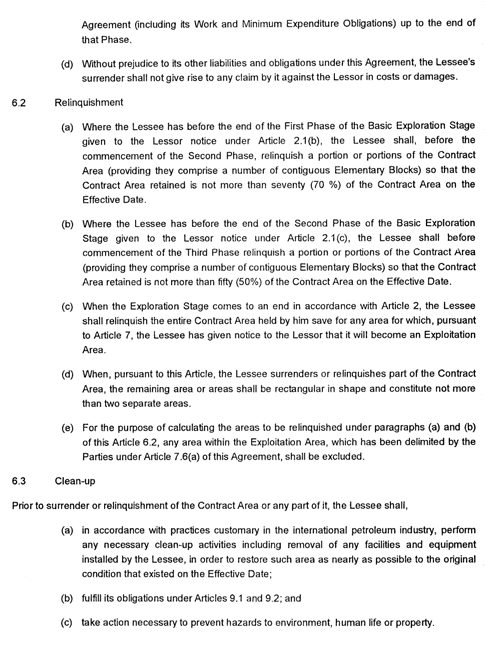 Agreement (including its Work and Minimum Expenditure Obligations) up to the end of
that Phase.
(d) Without prejudice to its other liabilities and obligations under this Agreement, the Lessee's
surrender shall not give rise to any claim by it against the Lessor in costs or damages.
6.2 Relinquishment
(a) Where the Lessee has before the end of the First Phase of the Basic Exploration Stage
given to the Lessor notice under Article 2.1(b), the Lessee shall, before the
commencement of the Second Phase, relinquish a portion or portions of the Contract
Area (providing they comprise a number of contiguous Elementary Blocks) so that the
Contract Area retained is not more than seventy (70 %) of the Contract Area on the
Effective Date.
(b) Where the Lessee has before the end of the Second Phase of the Basic Exploration
Stage given to the Lessor notice under Article 2.1(c), the Lessee shall before
commencement of the Third Phase relinquish a portion or portions of the Contract Area
(providing they comprise a number of contiguous Elementary Blocks) so that the Contract
Area retained is not more than fifty (50%) of the Contract Area on the Effective Date.
(c) When the Exploration Stage comes to an end in accordance with Article 2, the Lessee
shall relinquish the entire Contract Area held by him save for any area for which, pursuant
to Article 7, the Lessee has given notice to the Lessor that it will become an Exploitation
Area.
(d) When, pursuant to this Article, the Lessee surrenders or relinquishes part of the Contract
Area, the remaining area or areas shall be rectangular in shape and constitute not more
than two separate areas.
(e) For the purpose of calculating the areas to be relinquished under paragraphs (a) and (b)
of this Article 6.2, any area within the Exploitation Area, which has been delimited by the
Parties under Article 7.6(a) of this Agreement, shall be excluded.
6.3 Clean-up
Prior to surrender or relinquishment of the Contract Area or any part of it, the Lessee shall,
(a) in accordance with practices customary in the international petroleum industry, perform
any necessary clean-up activities including removal of any facilities and equipment
installed by the Lessee, in order to restore such area as nearly as possible to the original
condition that existed on the Effective Date;
(b) fulfill its obligations under Articles 9.1 and 9.2; and
(c) take action necessary to prevent hazards to environment, human life or property.